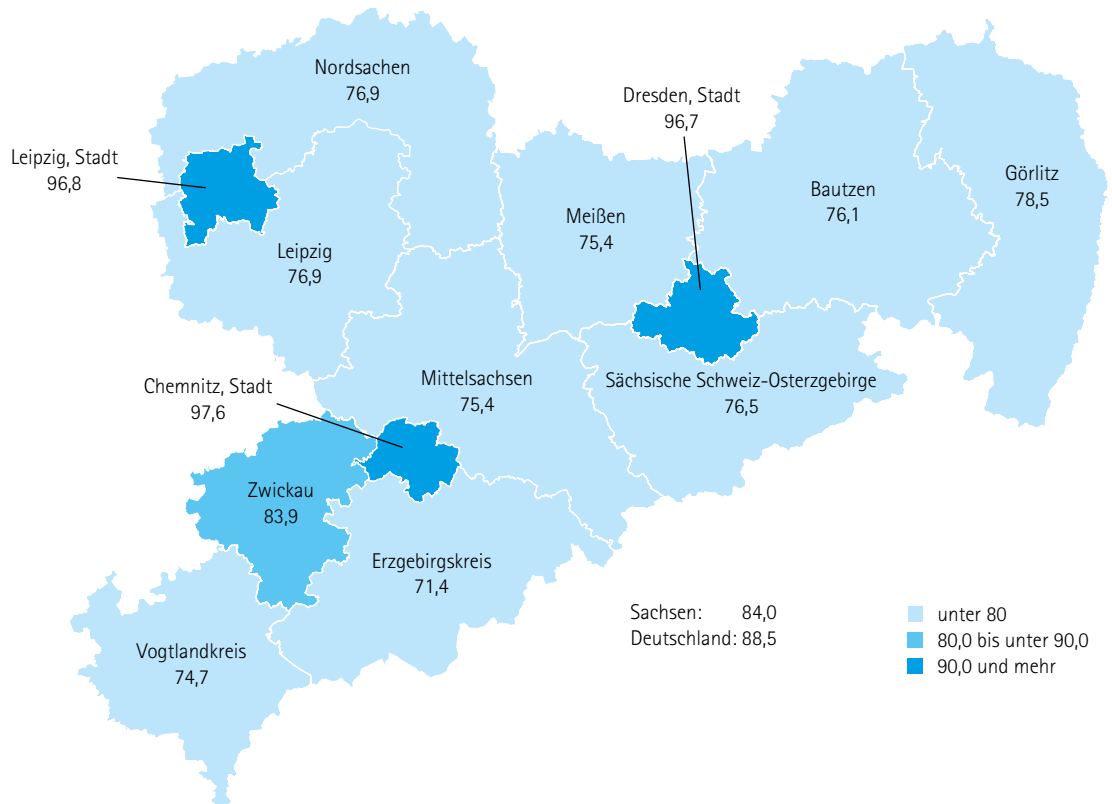 Nordsachen
76,9
Dresden, Stadt
96,7
Leipzig, Stadt
96,8
Görlitz
78,5
Bautzen
76,1
Meißen
75,4
Leipzig
76,9
Mittelsachsen
75,4
Sächsische Schweiz-Osterzgebirge
76,5
Chemnitz, Stadt
97,6
Zwickau
83,9
Erzgebirgskreis
71,4
Vogtlandkreis
74,7
Sachsen: 84,0
Deutschland: 88,5
unter 80
80,0 bis unter 90,0
90,0 und mehr